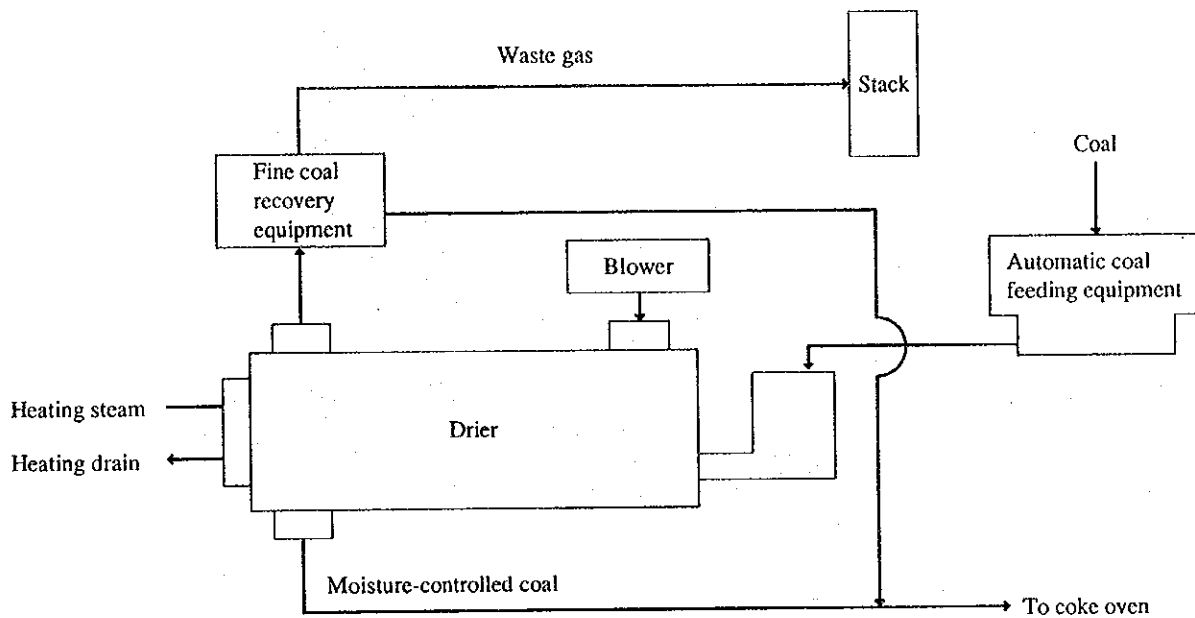 Waste gas
Stack
Coal
Fine coal
recovery
equipment
Blower
Automatic coal
feeding equipment
Heating steam
Drier
Heating drain
Moisture-controlled coal
To coke oven